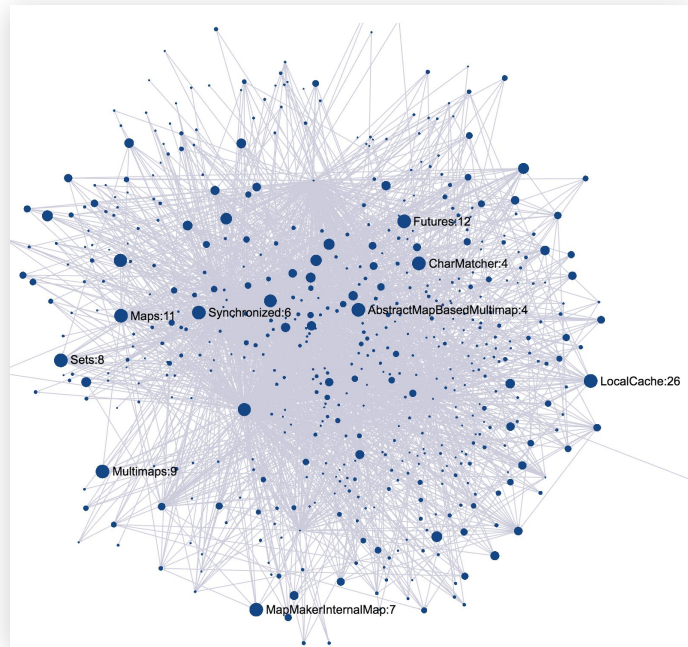 Futures:12
CharMatcher:4
AbstractMapBasedMultimap:4
Synchronized:6
Maps:11
Sets:8
LocalCache:26
Multimaps:9
MapMakerInternalMap:7